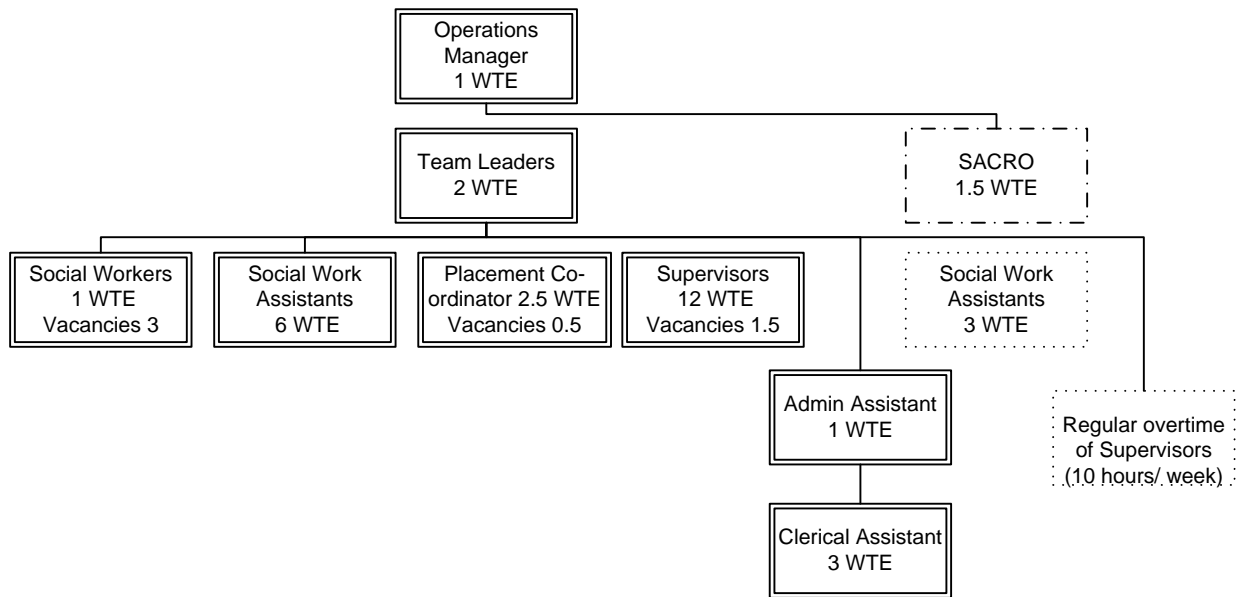 Operations
Manager
1 WTE
Team Leaders
2 WTE
SACRO
1.5 WTE
Social Workers
1 WTE
Vacancies 3
Social Work
Assistants
6 WTE
Placement Co-
ordinator 2.5 WTE
Vacancies 0.5
Supervisors
12 WTE
Vacancies 1.5
Social Work
Assistants
3 WTE
Admin Assistant
1 WTE
Regular overtime
of Supervisors
(10 hours/ week)
Clerical Assistant
3 WTE